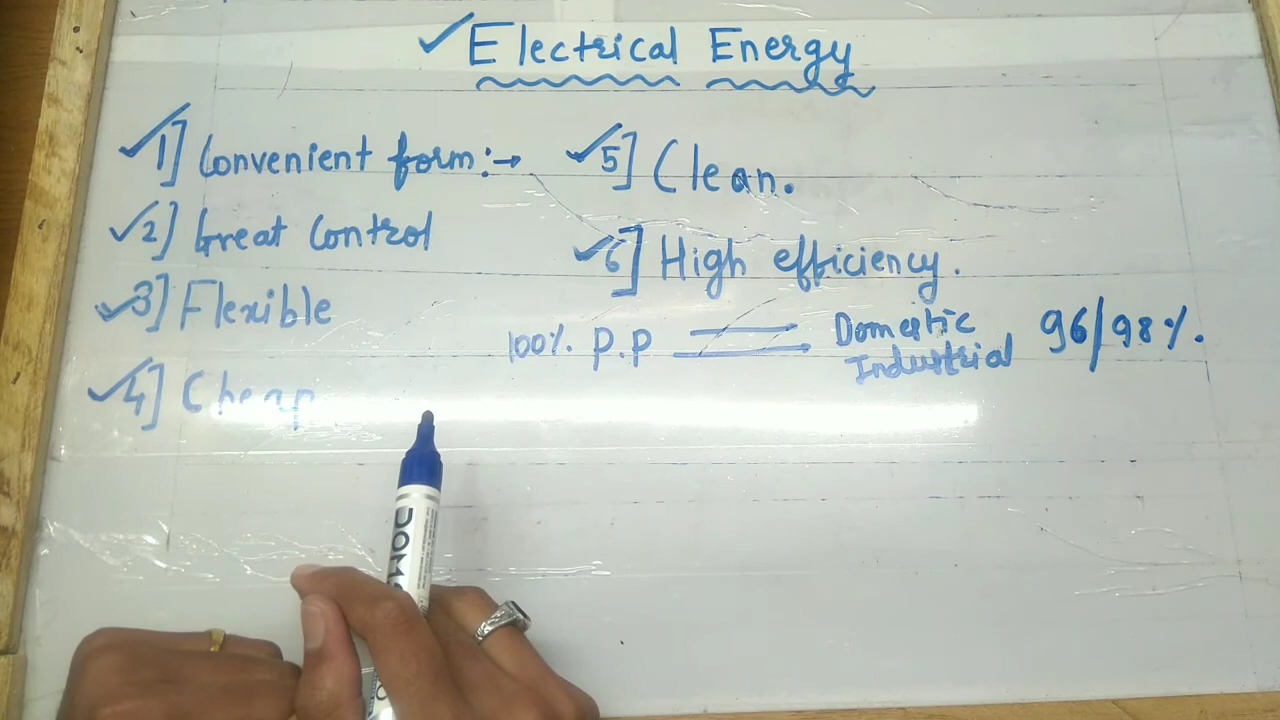 ✓Electrical Energy
✓1] Convenient form:→
✓2] Great Control
✓3] Flexible
✓4] Cheap
✓5] Clean.
✓6] High efficiency.
100%. P.P → Domestic Industrial 96/98%.
DOMS